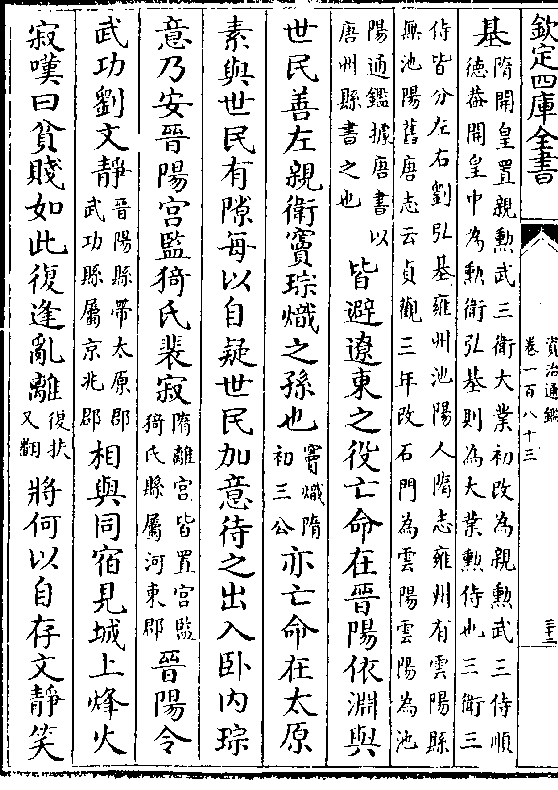 欽定四庫全書
資治通鑑
卷一百八十三
三十二
基隋開皇置親勲武三衛大業初改為親勲武三侍順
德葢開皇中為勲衛弘基則為大業勲侍也三衛三
侍皆分左右劉弘基雍州池陽人隋志雍州有雲陽縣
無池陽舊唐志云貞觀三年改石門為雲陽雲陽為池
陽通鑑據唐書以
唐州縣書之也
皆避遼東之役亡命在晉陽依淵與
世民善左親衛竇琮熾之孫也
竇熾隋
初三公
亦亡命在太原
素與世民有隙每以自疑世民加意待之出入卧内琮
意乃安晉陽宫監猗氏裴寂
隋離宫皆置宫監
猗氏縣屬河東郡
晉陽令
武功劉文靜
晉陽縣帶太原郡
武功縣屬京兆郡
相與同宿見城上烽火
寂嘆曰貧賤如此復逢亂離
復扶
又翻
將何以自存文靜笑